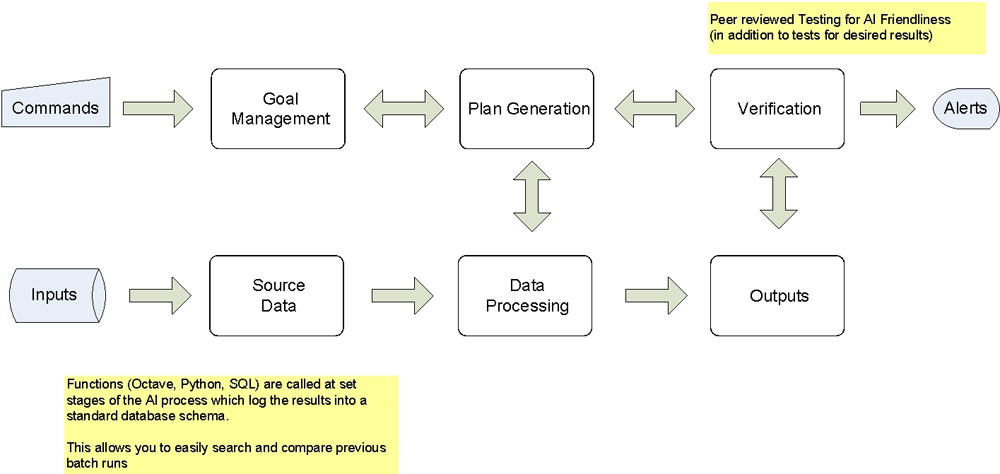 Peer reviewed Testing for AI Friendliness
(in addition to tests for desired results)
Commands
Goal
Management
Plan Generation
Verification
Alerts
Inputs
Source
Data
Data
Processing
Outputs
Functions (Octave, Python, SQL) are called at set
stages of the AI process which log the results into a
standard database schema.
This allows you to easily search and compare previous
batch runs